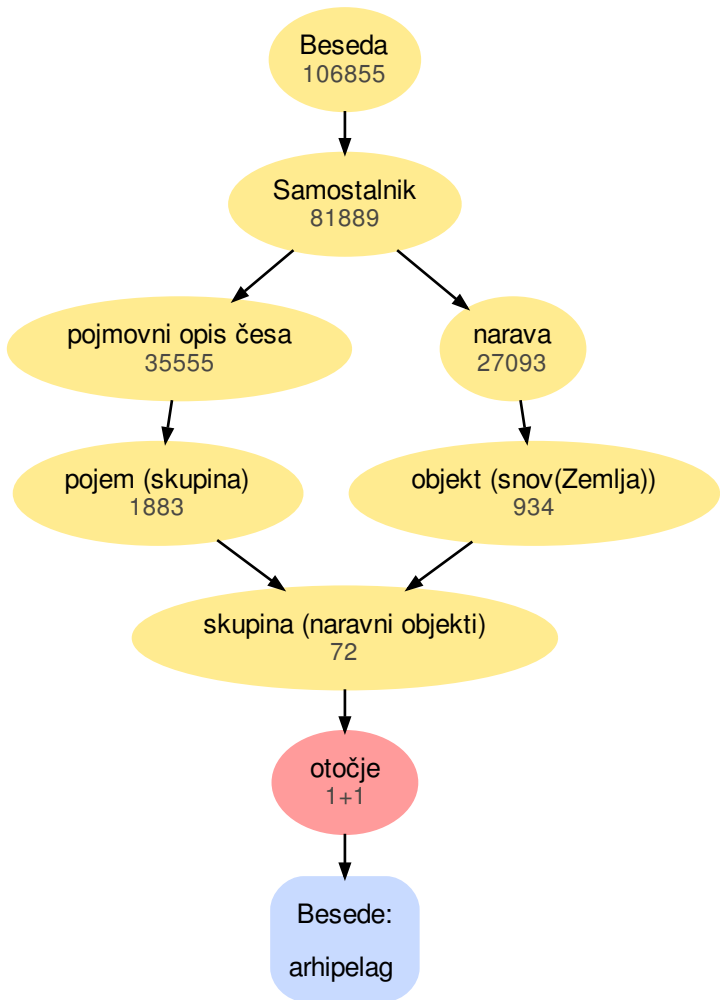 Beseda
106855
Samostalnik
81889
pojmovni opis česa
35555
narava
27093
pojem (skupina)
1883
objekt (snov(Zemlja))
934
skupina (naravni objekti)
72
otočje
1+1
Besede:
arhipelag